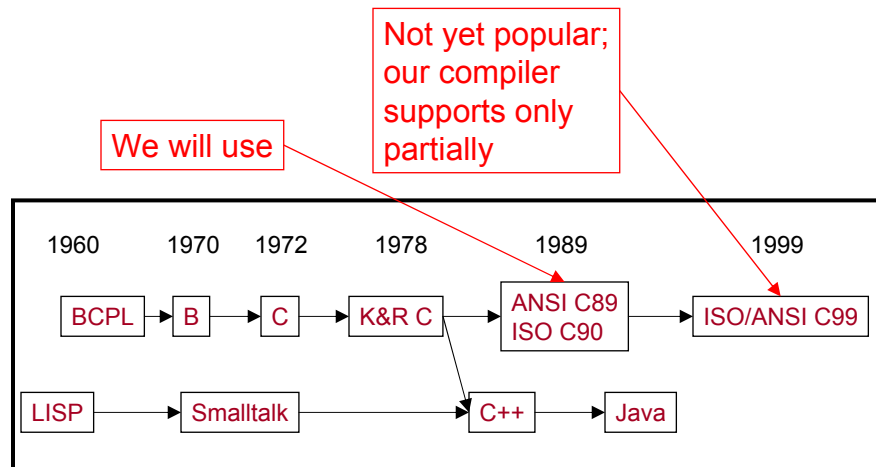 Not yet popular;
our compiler
supports only
partially
We will use
1960 1970 1972 1978 1989 1999
BCPL B C K&R C ANSI C89
ISO C90 ISO/ANSI C99
LISP Smalltalk C++ Java